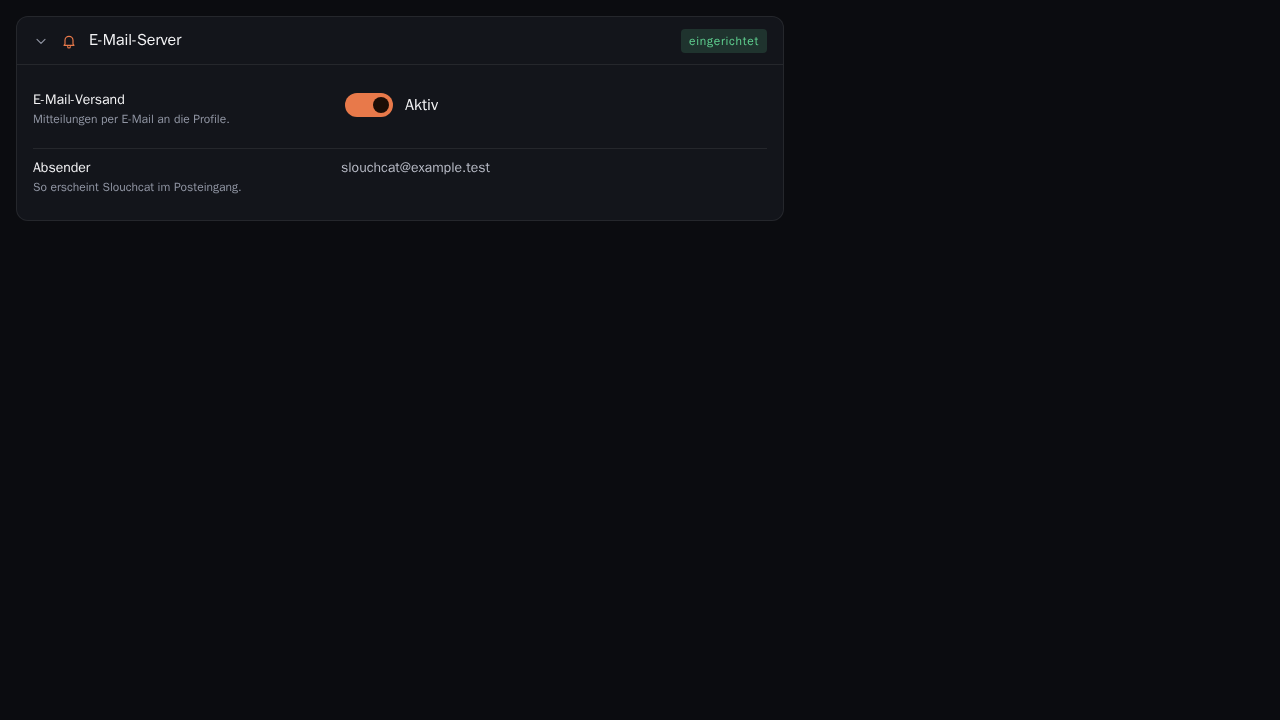 E-Mail-Server
eingerichtet
E-Mail-Versand
Mitteilungen per E-Mail an die Profile.
Aktiv
Absender
So erscheint Slouchcat im Posteingang.
slouchcat@example.test